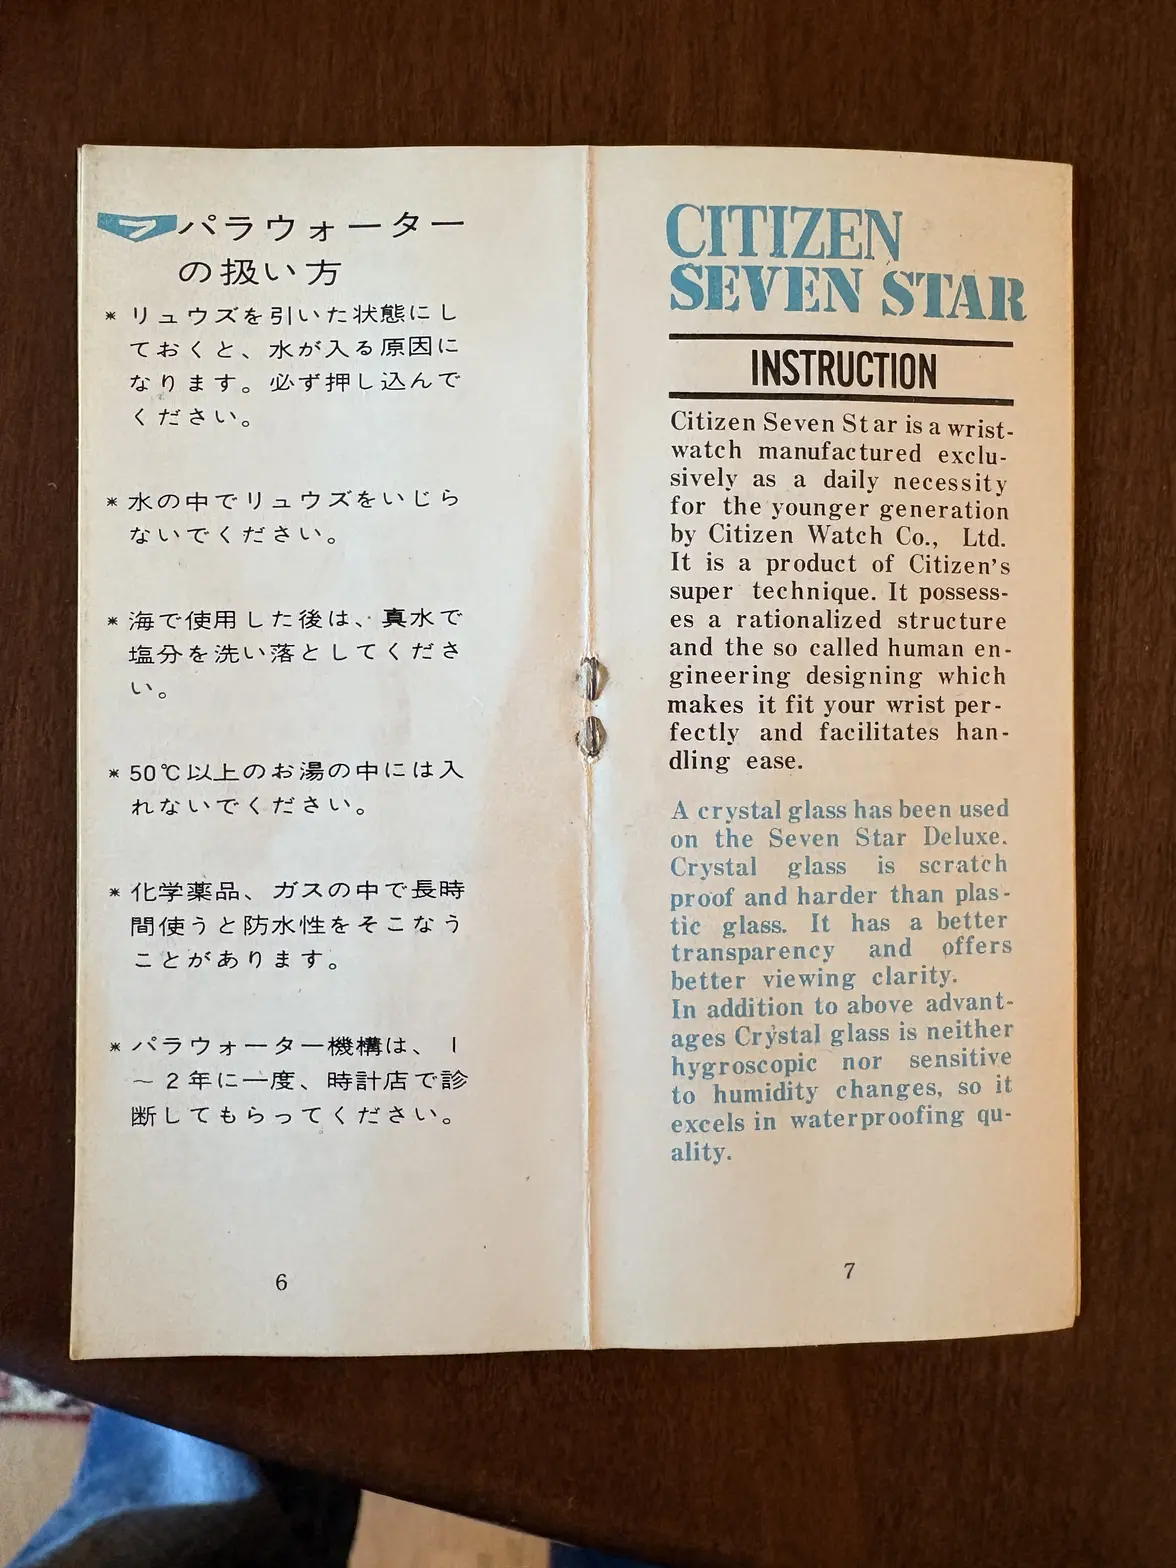 パラウォーター
の扱い方
* リュウズを引いた状態にし
ておくと、水が入る原因に
なります。必ず押し込んで
ください。
* 水の中でリュウズをいじら
ないでください。
* 海で使用した後は、真水で
塩分を洗い落としてくださ
い。
* 50℃以上のお湯の中には入
れないでください。
* 化学薬品、ガスの中で長時
間使うと防水性をそこなう
ことがあります。
* パラウォーター機構は、1
~2年に一度、時計店で診
断してもらってください。
6
CITIZEN
SEVEN STAR
INSTRUCTION
Citizen Seven Star is a wrist-
watch manufactured exclu-
sively as a daily necessity
for the younger generation
by Citizen Watch Co., Ltd.
It is a product of Citizen's
super technique. It possess-
es a rationalized structure
and the so called human en-
gineering designing which
makes it fit your wrist per-
fectly and facilitates han-
dling ease.
A crystal glass has been used
on the Seven Star Deluxe.
Crystal glass is scratch
proof and harder than plas-
tic glass. It has a better
transparency and offers
better viewing clarity.
In addition to above advant-
ages Crystal glass is neither
hygroscopic nor sensitive
to humidity changes, so it
excels in waterproofing qu-
ality.
7